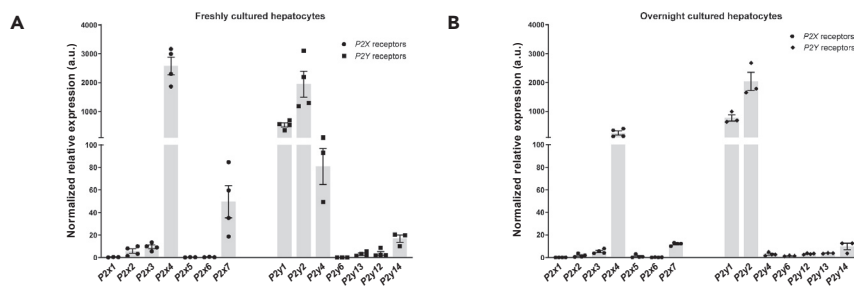 A
Freshly cultured hepatocytes
Normalized relative expression (a.u.)
4000
3000
2000
1000
100
80
60
40
20
0
P2X receptors
P2Y receptors
P2x1
P2x2
P2x3
P2x4
P2x5
P2x6
P2x7
P2y1
P2y2
P2y4
P2y6
P2y13
P2y12
P2y14
B
Overnight cultured hepatocytes
Normalized relative expression (a.u.)
4000
3000
2000
1000
100
80
60
40
20
0
P2X receptors
P2Y receptors
P2x1
P2x2
P2x3
P2x4
P2x5
P2x6
P2x7
P2y1
P2y2
P2y4
P2y6
P2y12
P2y13
P2y14